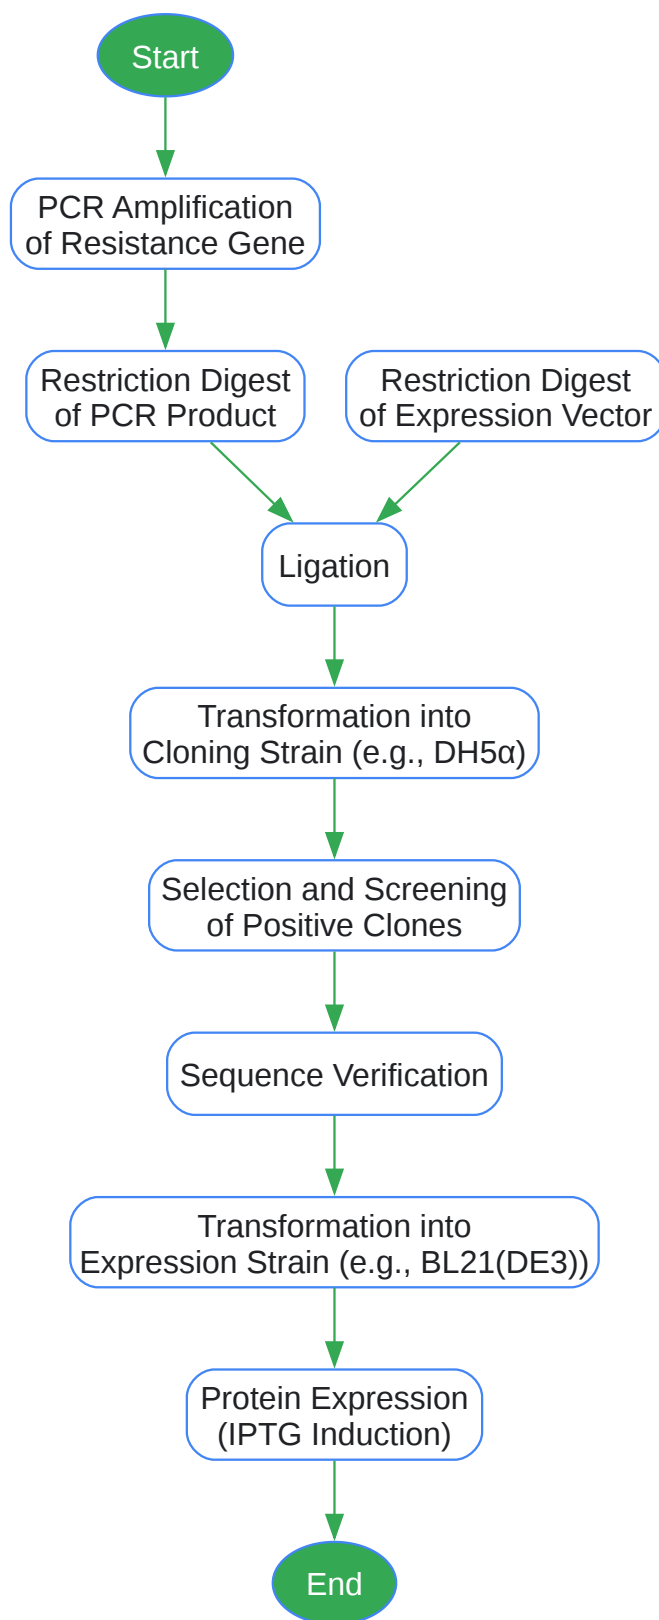 Start
PCR Amplification
of Resistance Gene
Restriction Digest
of PCR Product
Restriction Digest
of Expression Vector
Ligation
Transformation into
Cloning Strain (e.g., DH5α)
Selection and Screening
of Positive Clones
Sequence Verification
Transformation into
Expression Strain (e.g., BL21(DE3))
Protein Expression
(IPTG Induction)
End